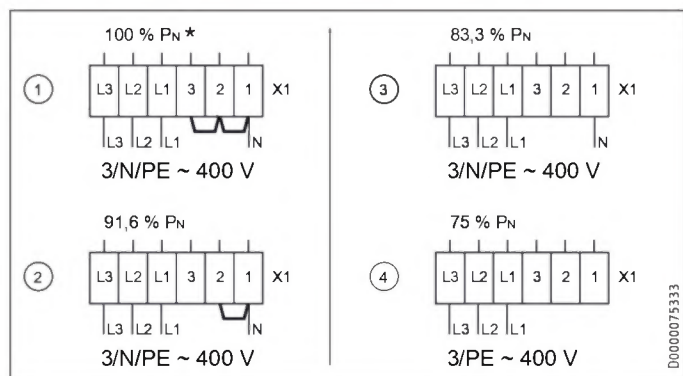 100 % PN *
1
L3 L2 L1 3 2 1 X1
L3 L2 L1 N
3/N/PE ~ 400 V
91,6 % PN
2
L3 L2 L1 3 2 1 X1
L3 L2 L1 N
3/N/PE ~ 400 V
83,3 % PN
3
L3 L2 L1 3 2 1 X1
L3 L2 L1 N
3/N/PE ~ 400 V
75 % PN
4
L3 L2 L1 3 2 1 X1
L3 L2 L1
3/PE ~ 400 V
D0000075333